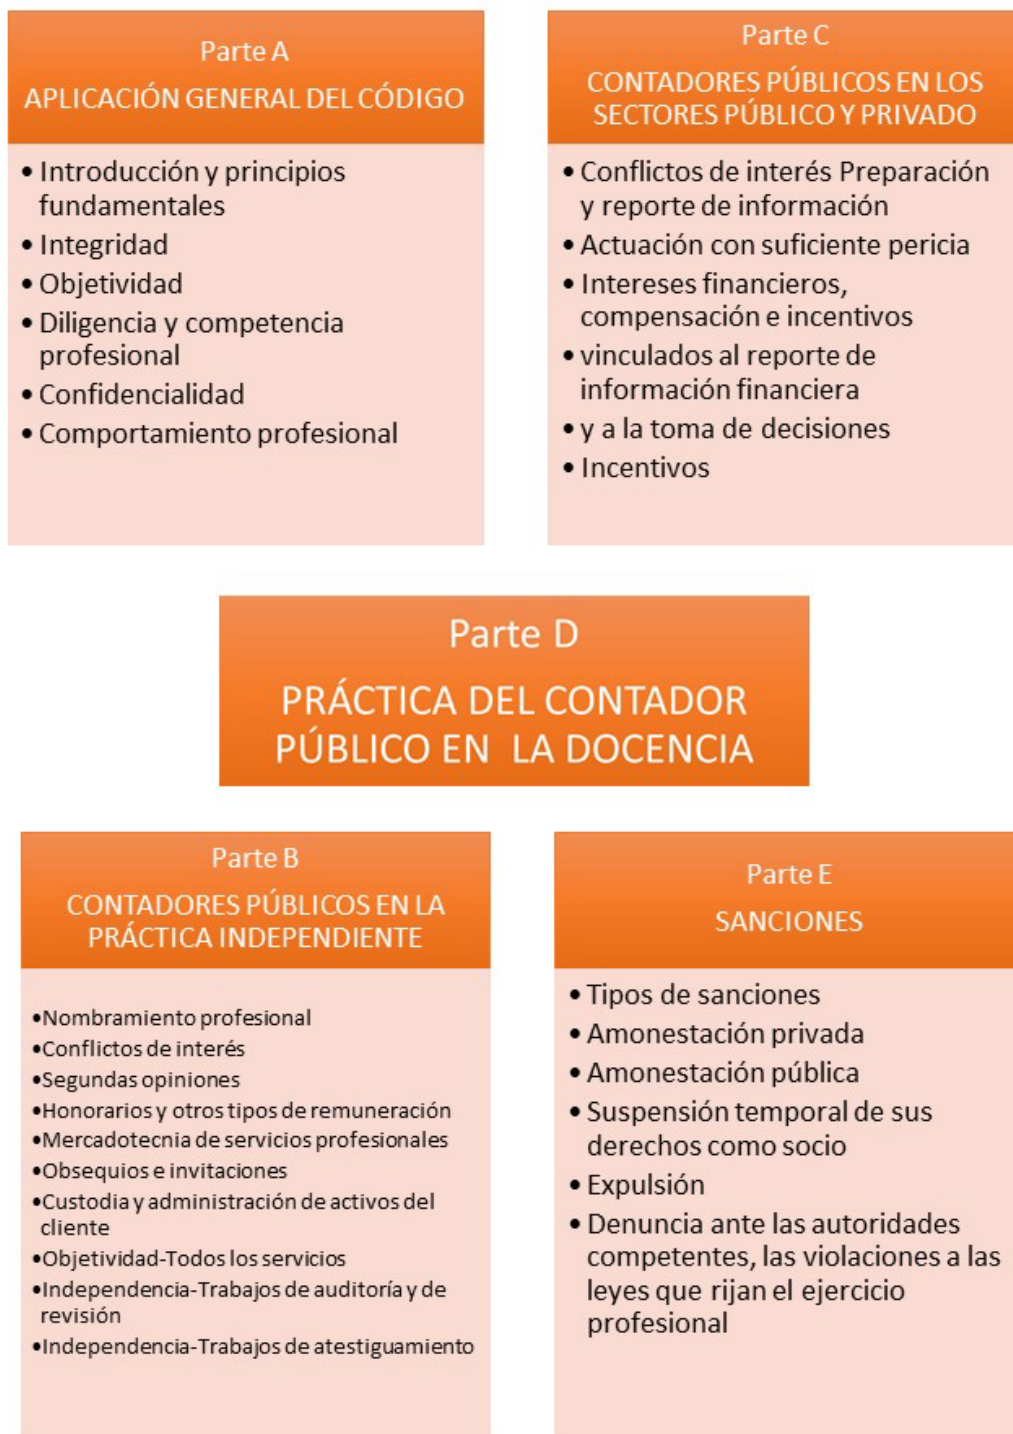 Parte A
APLICACIÓN GENERAL DEL CÓDIGO
• Introducción y principios
fundamentales
• Integridad
• Objetividad
• Diligencia y competencia
profesional
• Confidencialidad
• Comportamiento profesional
Parte C
CONTADORES PÚBLICOS EN LOS
SECTORES PÚBLICO Y PRIVADO
• Conflictos de interés Preparación
y reporte de información
• Actuación con suficiente pericia
• Intereses financieros,
compensación e incentivos
• vinculados al reporte de
información financiera
• y a la toma de decisiones
• Incentivos
Parte D
PRÁCTICA DEL CONTADOR
PÚBLICO EN LA DOCENCIA
Parte B
CONTADORES PÚBLICOS EN LA
PRÁCTICA INDEPENDIENTE
•Nombramiento profesional
•Conflictos de interés
•Segundas opiniones
•Honorarios y otros tipos de remuneración
•Mercadotecnia de servicios profesionales
•Obsequios e invitaciones
•Custodia y administración de activos del
cliente
•Objetividad-Todos los servicios
•Independencia-Trabajos de auditoría y de
revisión
•Independencia-Trabajos de atestiguamiento
Parte E
SANCIONES
• Tipos de sanciones
• Amonestación privada
• Amonestación pública
• Suspensión temporal de sus
derechos como socio
• Expulsión
• Denuncia ante las autoridades
competentes, las violaciones a las
leyes que rijan el ejercicio
profesional